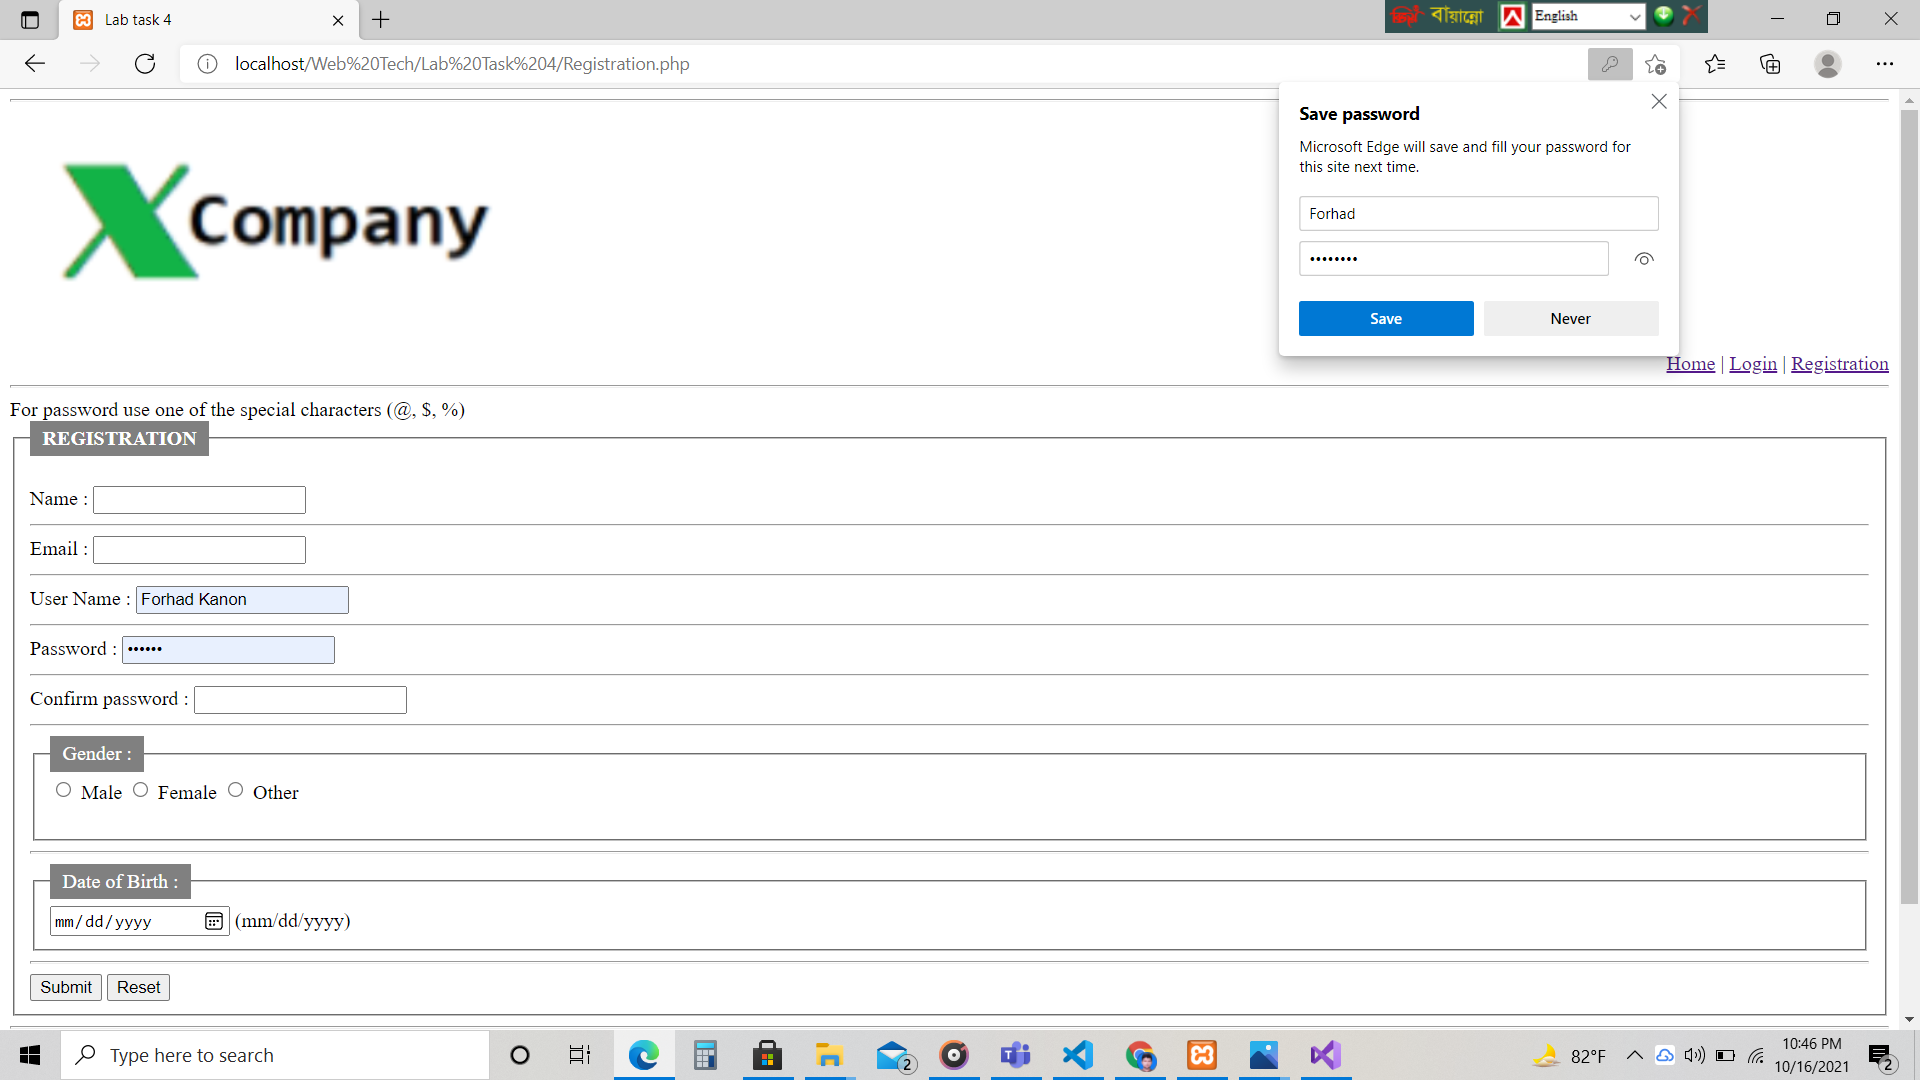 Lab task 4
বায়ান্নো
English
localhost/Web%20Tech/Lab%20Task%204/Registration.php
Save password
Microsoft Edge will save and fill your password for
this site next time.
Forhad
••••••••
Save
Never
X Company
Home | Login | Registration
For password use one of the special characters (@, $, %)
REGISTRATION
Name :
Email :
User Name : Forhad Kanon
Password : ••••••
Confirm password :
Gender :
Male Female Other
Date of Birth :
mm/dd/yyyy (mm/dd/yyyy)
Submit Reset
Type here to search
2
82°F
10:46 PM
10/16/2021
2